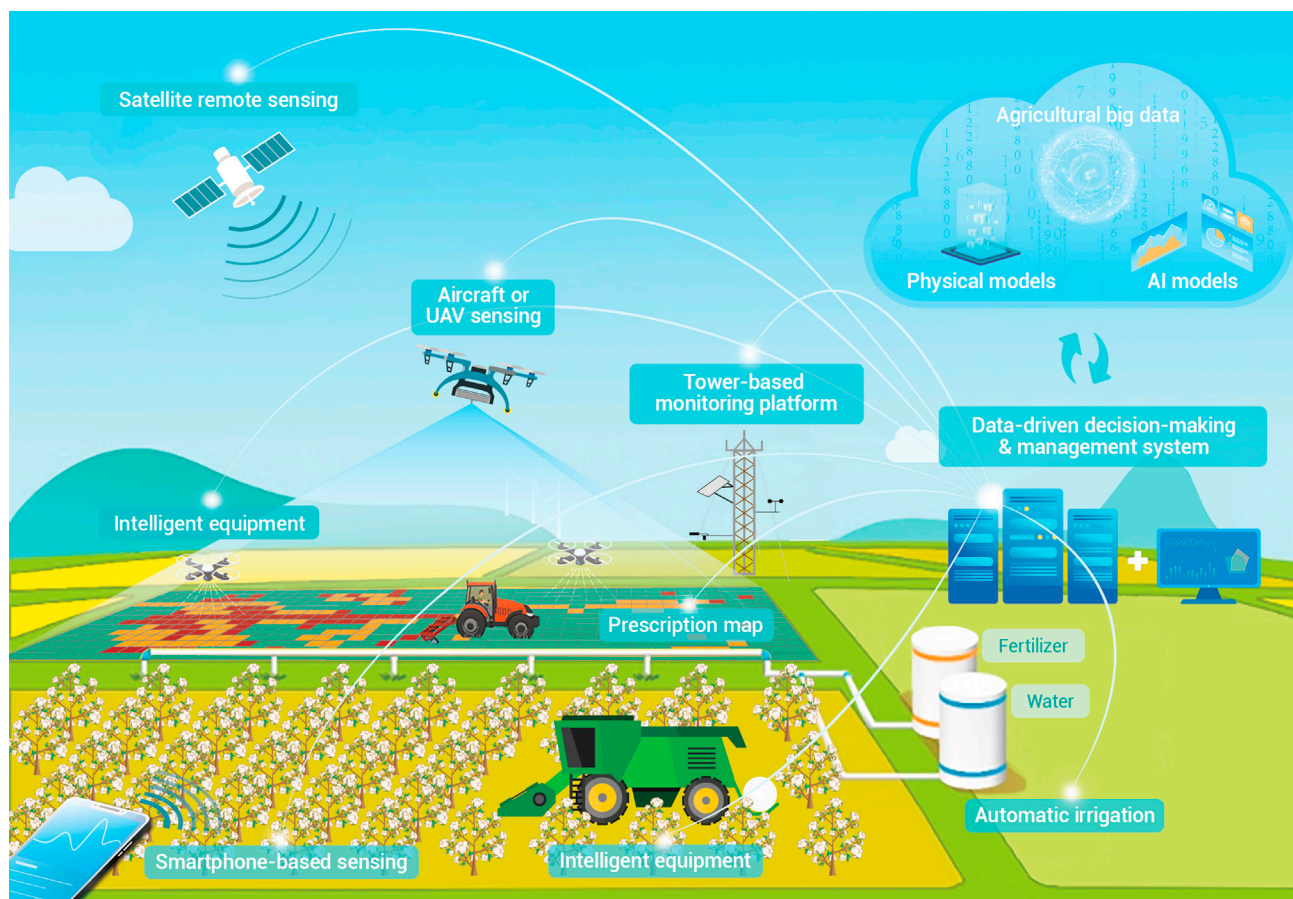 Satellite remote sensing
Agricultural big data
Physical models
AI models
Aircraft or
UAV sensing
Tower-based
monitoring platform
Data-driven decision-making
& management system
Intelligent equipment
Prescription map
Fertilizer
Water
Automatic irrigation
Smartphone-based sensing
Intelligent equipment